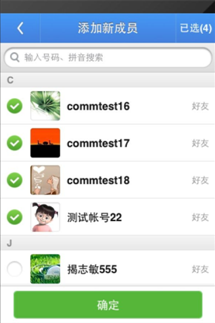 添加新成员
已选(4)
输入号码、拼音搜索
C
commtest16 好友
commtest17 好友
commtest18 好友
测试帐号22 好友
J
揭志敏555 好友
确定